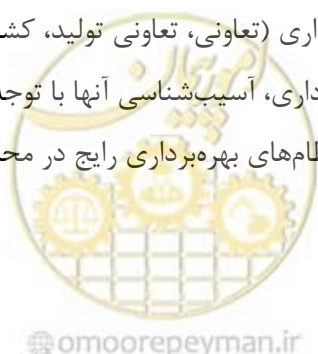 اری (تعاونی، تعاونی تولید، کش
داری، آسیب‌شناسی آنها با توجه
ظام‌های بهره‌برداری رایج در مح
امورپیمان
omoorepeyman.ir